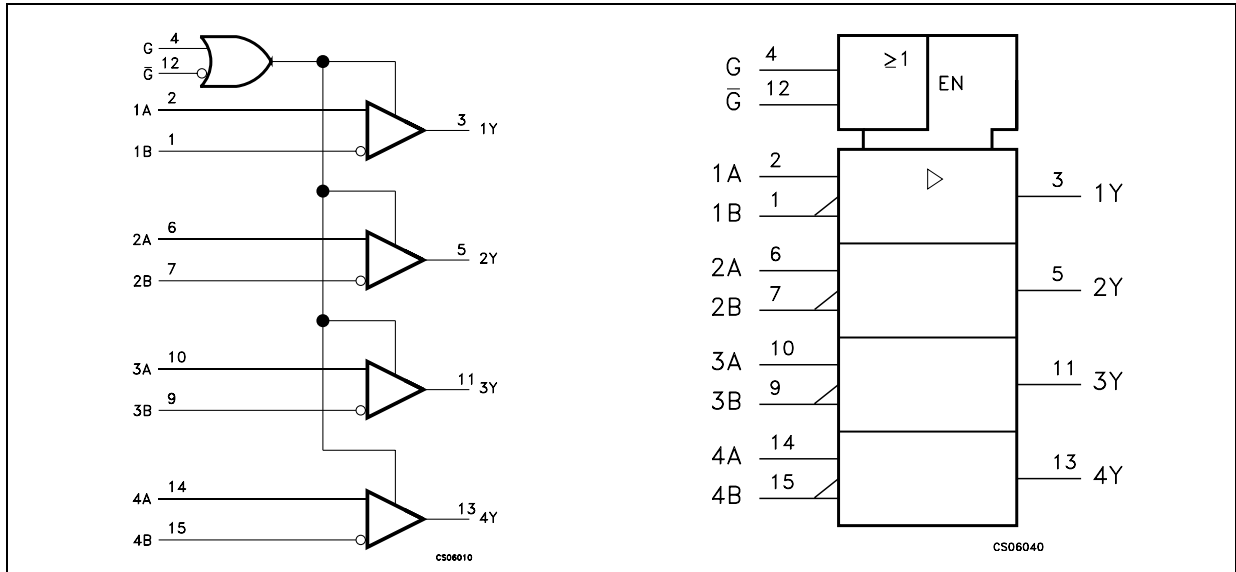 G 4
G̅ 12
1A 2
1B 1
3 1Y
2A 6
2B 7
5 2Y
3A 10
3B 9
11 3Y
4A 14
4B 15
13 4Y
CS06010
G 4
G̅ 12
≥1
EN
1A 2
1B 1
3 1Y
2A 6
2B 7
5 2Y
3A 10
3B 9
11 3Y
4A 14
4B 15
13 4Y
CS06040